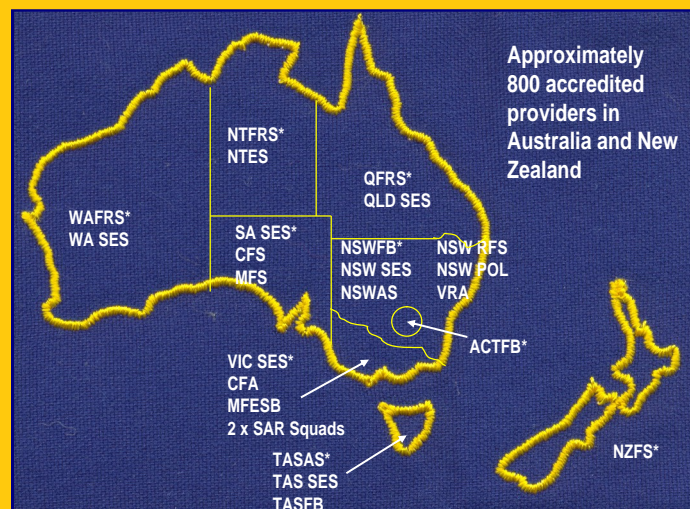 Approximately
800 accredited
providers in
Australia and New
Zealand
NTFRS*
NTES
QFRS*
QLD SES
WAFRS*
WA SES
SA SES*
CFS
MFS
NSWFB*
NSW SES
NSWAS
NSW RFS
NSW POL
VRA
ACTFB*
VIC SES*
CFA
MFESB
2 x SAR Squads
TASAS*
TAS SES
TASFB
NZFS*